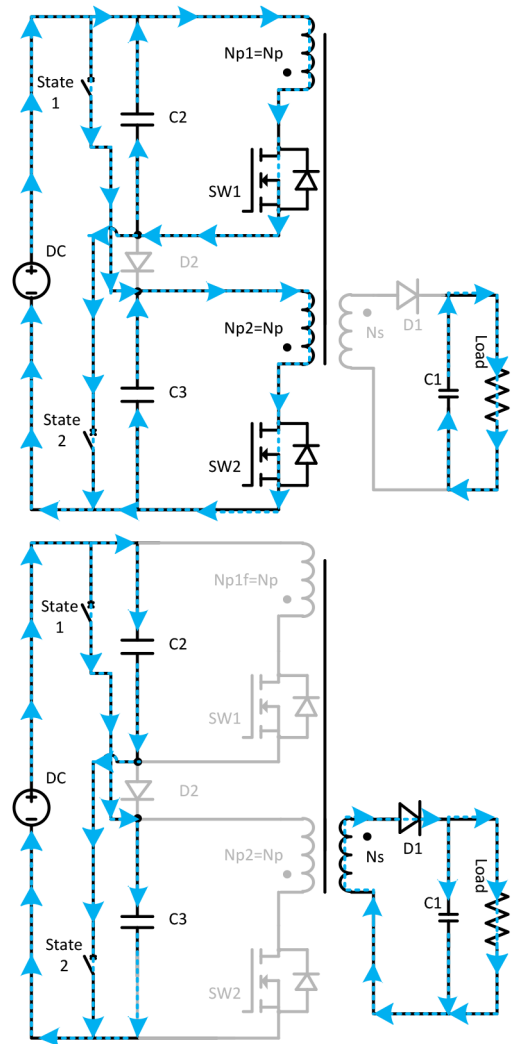 Np1=Np
State
1
C2
SW1
DC
D2
Np2=Np
Ns
D1
C1
Load
C3
State
2
SW2
Np1f=Np
State
1
C2
SW1
DC
D2
Np2=Np
Ns
D1
C1
Load
C3
State
2
SW2